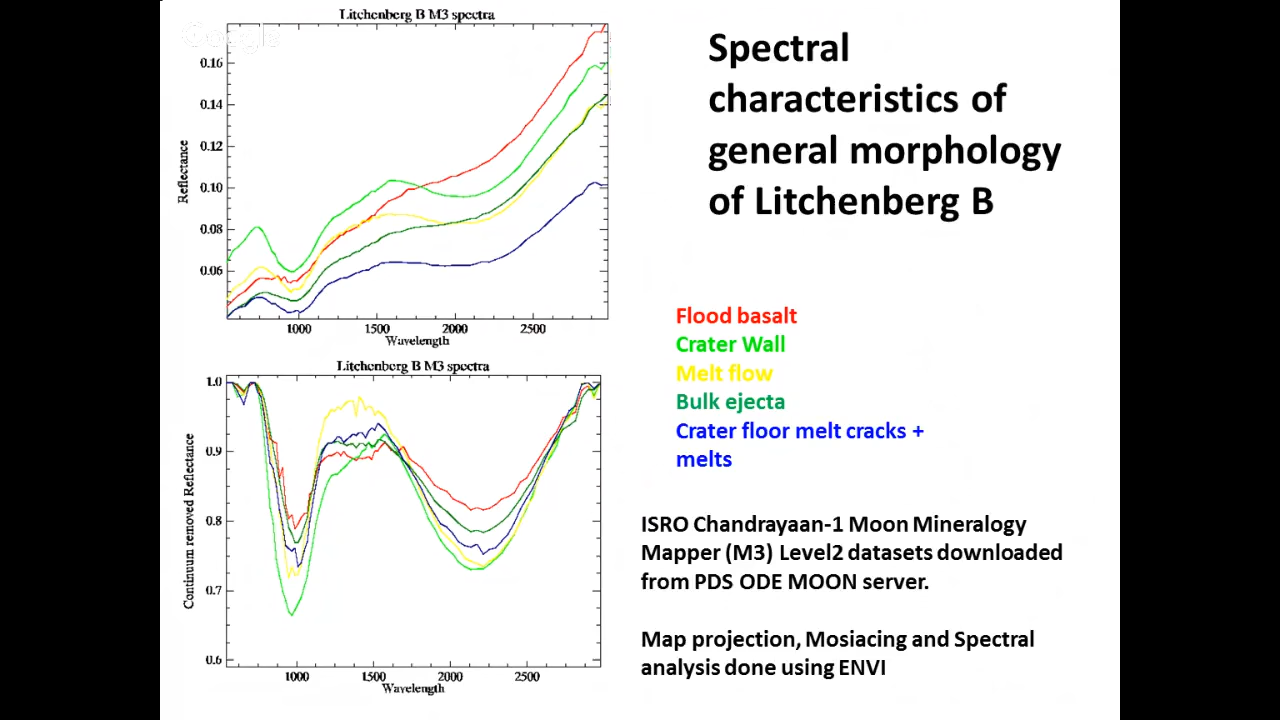 Litchenberg B M3 spectra
Google
0.16
0.14
0.12
0.10
0.08
0.06
Reflectance
1000 1500 2000 2500
Wavelength
Litchenberg B M3 spectra
1.0
0.9
0.8
0.7
0.6
Continuum removed Reflectance
1000 1500 2000 2500
Wavelength
Spectral
characteristics of
general morphology
of Litchenberg B
Flood basalt
Crater Wall
Melt flow
Bulk ejecta
Crater floor melt cracks +
melts
ISRO Chandrayaan-1 Moon Mineralogy
Mapper (M3) Level2 datasets downloaded
from PDS ODE MOON server.
Map projection, Mosiacing and Spectral
analysis done using ENVI